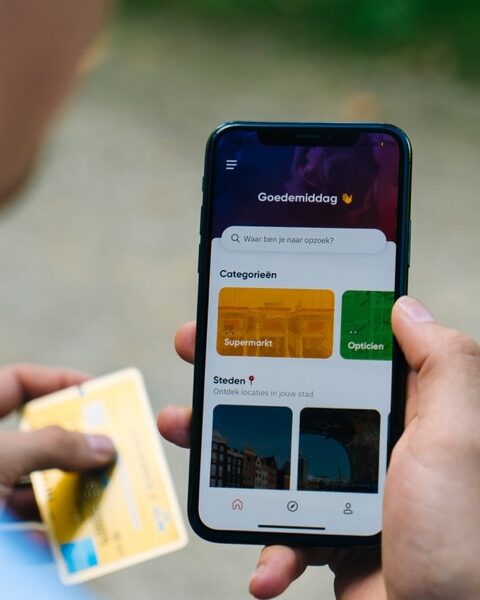 Goedemiddag 👋
Waar ben je naar opzoek?
Categorieën
Supermarkt
Opticien
Steden📍
Ontdek locaties in jouw stad